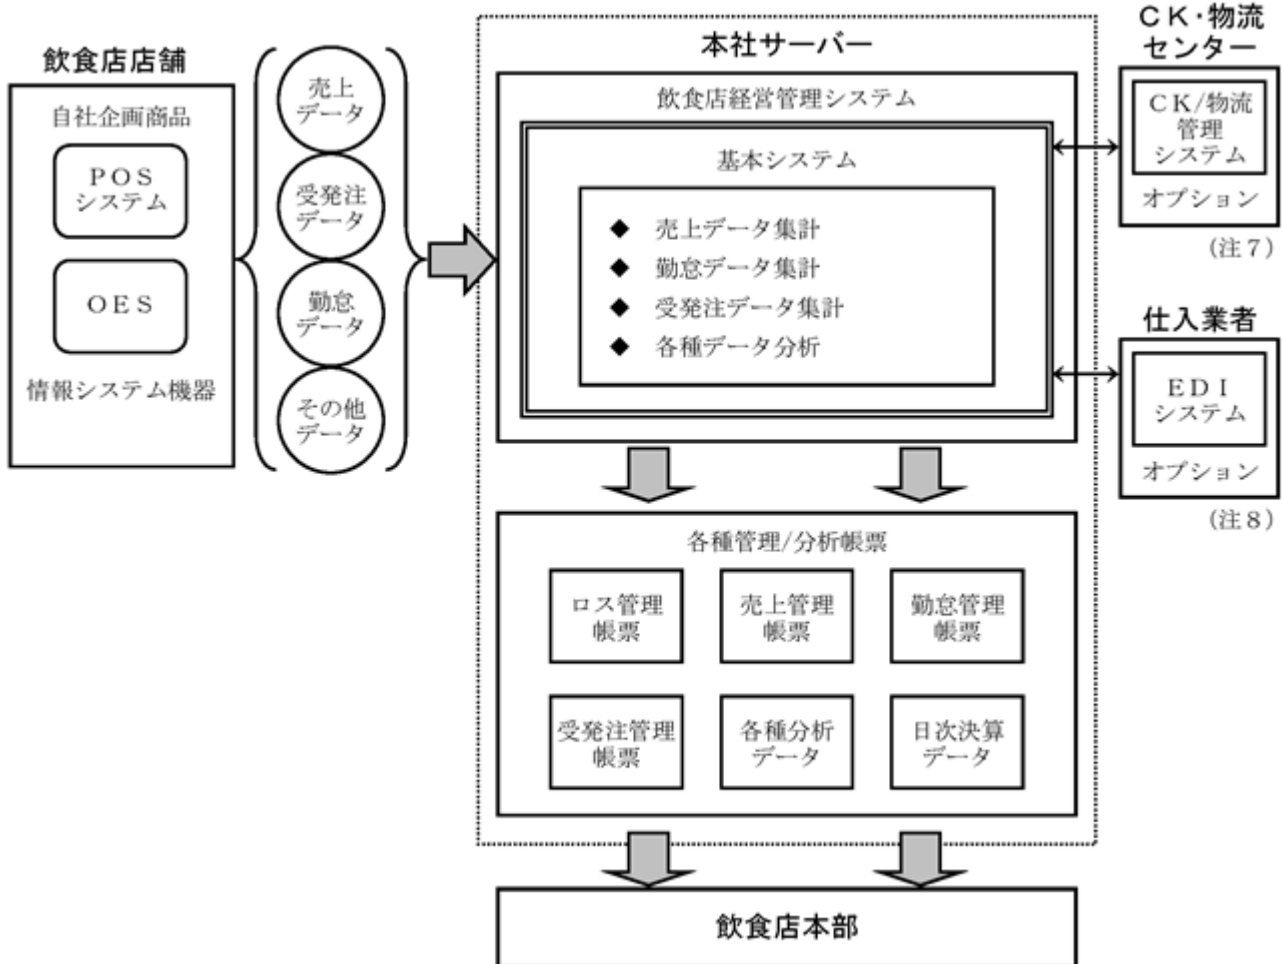 飲食店店舗
自社企画商品
ＰＯＳ
システム
ＯＥＳ
情報システム機器
売上
データ
受発注
データ
勤怠
データ
その他
データ
本社サーバー
飲食店経営管理システム
基本システム
◆ 売上データ集計
◆ 勤怠データ集計
◆ 受発注データ集計
◆ 各種データ分析
ＣＫ・物流
センター
ＣＫ/物流
管理
システム
オプション
（注７）
仕入業者
ＥＤＩ
システム
オプション
（注８）
各種管理/分析帳票
ロス管理
帳票
売上管理
帳票
勤怠管理
帳票
受発注管理
帳票
各種分析
データ
日次決算
データ
飲食店本部